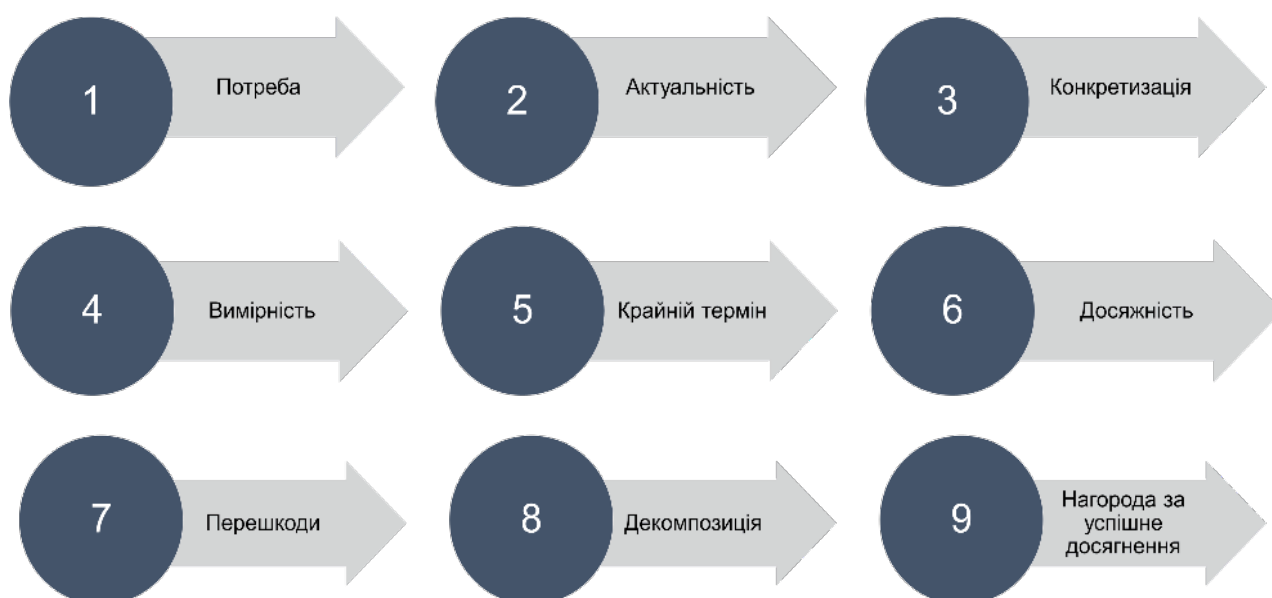 1
Потреба
2
Актуальність
3
Конкретизація
4
Вимірність
5
Крайній термін
6
Досяжність
7
Перешкоди
8
Декомпозиція
9
Нагорода за
успішне
досягнення